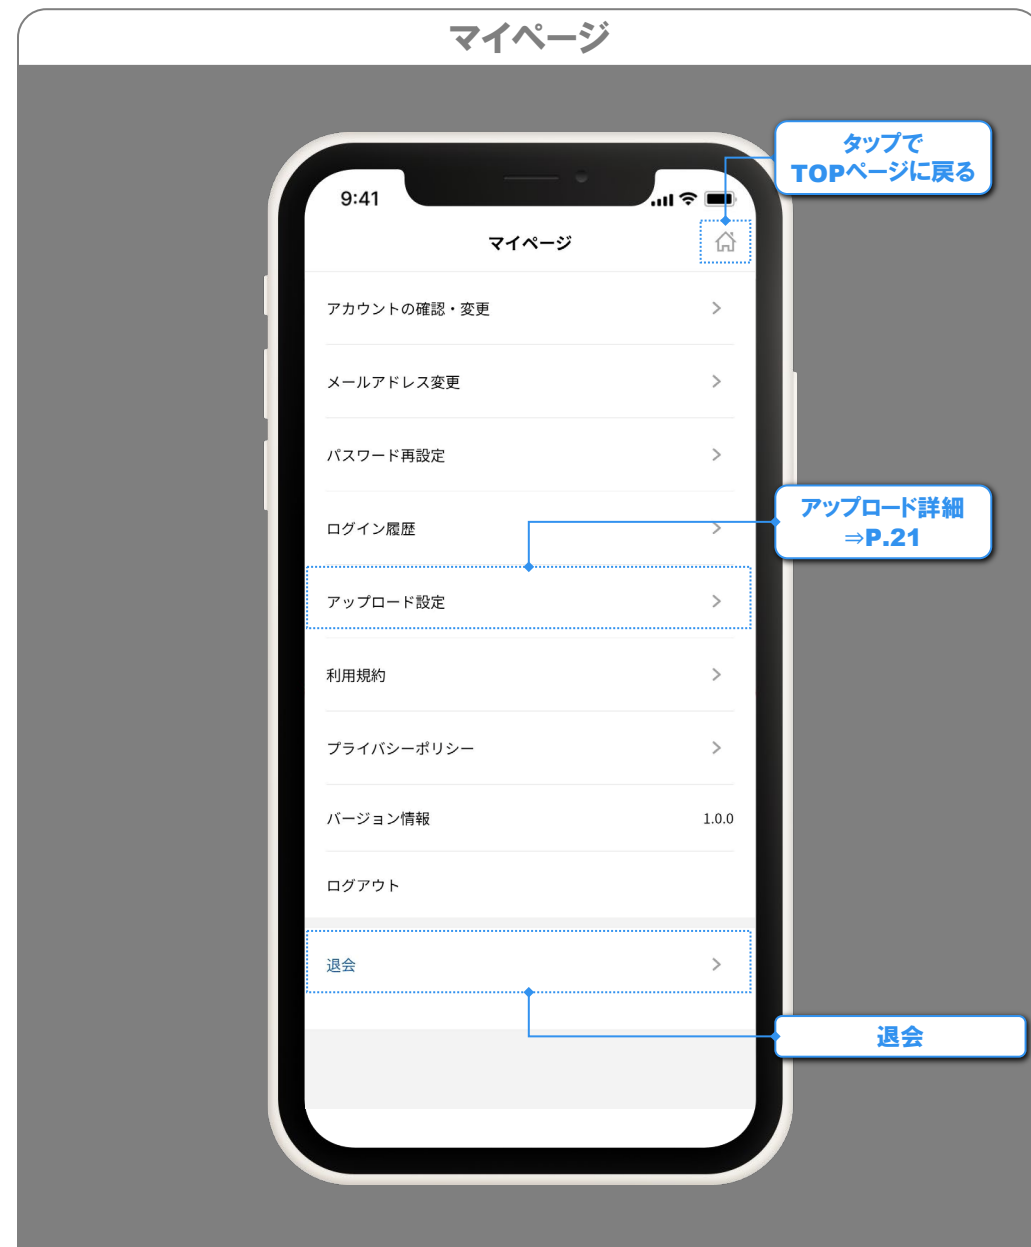 マイページ
タップで
TOPページに戻る
9:41
マイページ
アカウントの確認・変更
メールアドレス変更
パスワード再設定
ログイン履歴
アップロード詳細
⇒P.21
アップロード設定
利用規約
プライバシーポリシー
バージョン情報 1.0.0
ログアウト
退会
退会